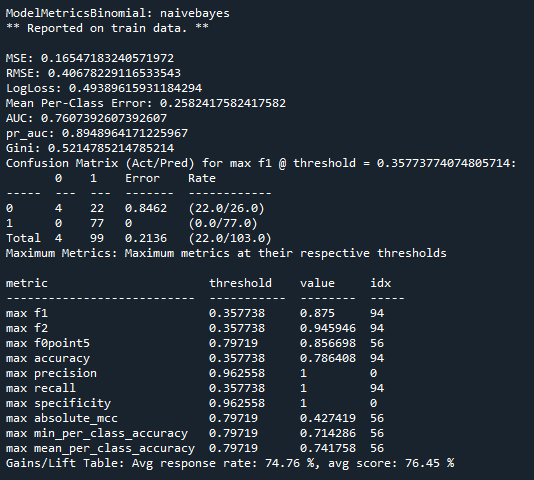 ModelMetricsBinomial: naivebayes
** Reported on train data. **

MSE: 0.16547183240571972
RMSE: 0.40678229116533543
LogLoss: 0.49389615931184294
Mean Per-Class Error: 0.2582417582417582
AUC: 0.7607392607392607
pr_auc: 0.8948964171225967
Gini: 0.5214785214785214
Confusion Matrix (Act/Pred) for max f1 @ threshold = 0.35773774074805714:
       0    1    Error    Rate
-----  ---  ---  -------  ------------
0      4    22   0.8462   (22.0/26.0)
1      0    77   0        (0.0/77.0)
Total  4    99   0.2136   (22.0/103.0)
Maximum Metrics: Maximum metrics at their respective thresholds

metric                       threshold    value     idx
---------------------------  -----------  --------  -----
max f1                       0.357738     0.875     94
max f2                       0.357738     0.945946  94
max f0point5                 0.79719      0.856698  56
max accuracy                 0.357738     0.786408  94
max precision                0.962558     1         0
max recall                   0.357738     1         94
max specificity              0.962558     1         0
max absolute_mcc             0.79719      0.427419  56
max min_per_class_accuracy   0.79719      0.714286  56
max mean_per_class_accuracy  0.79719      0.741758  56
Gains/Lift Table: Avg response rate: 74.76 %, avg score: 76.45 %